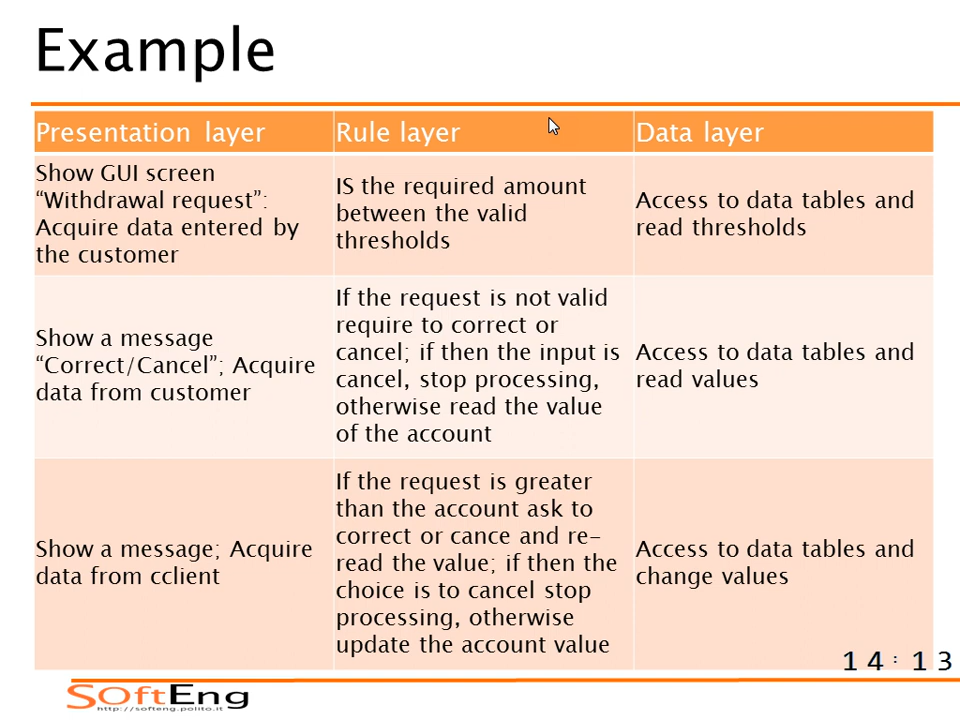 Example
Presentation layer
Rule layer
Data layer
Show GUI screen
“Withdrawal request”:
Acquire data entered by
the customer
IS the required amount
between the valid
thresholds
Access to data tables and
read thresholds
Show a message
“Correct/Cancel”; Acquire
data from customer
If the request is not valid
require to correct or
cancel; if then the input is
cancel, stop processing,
otherwise read the value
of the account
Access to data tables and
read values
Show a message; Acquire
data from cclient
If the request is greater
than the account ask to
correct or cance and re-
read the value; if then the
choice is to cancel stop
processing, otherwise
update the account value
Access to data tables and
change values
14:13
SOftEng
http://softeng.polito.it